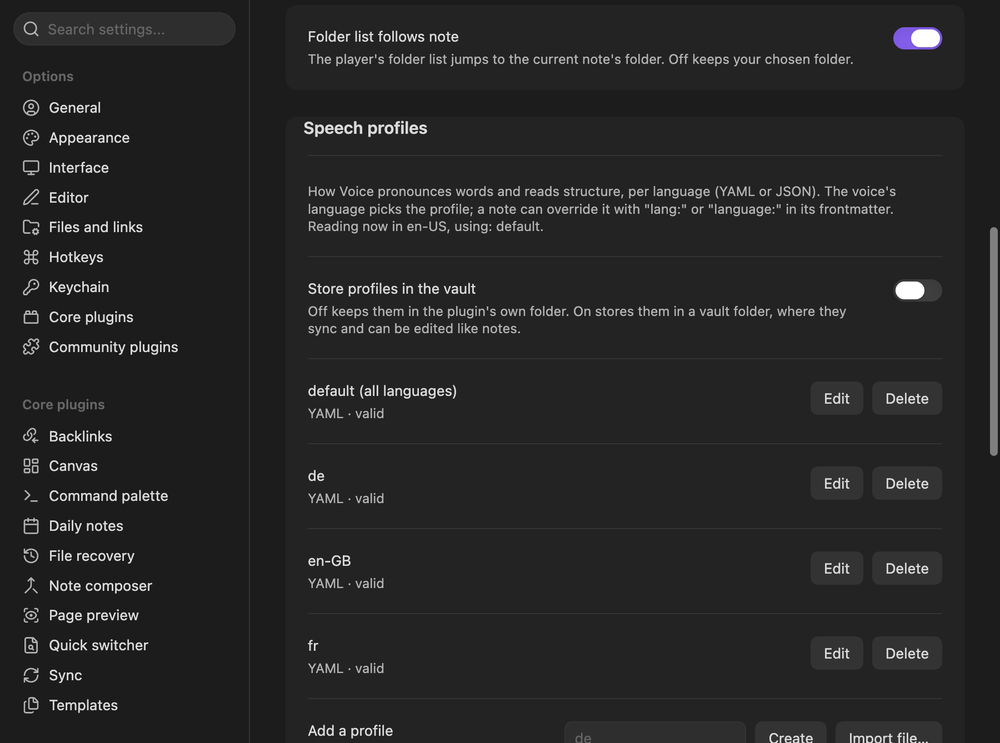 Search settings...
Options
General
Appearance
Interface
Editor
Files and links
Hotkeys
Keychain
Core plugins
Community plugins
Core plugins
Backlinks
Canvas
Command palette
Daily notes
File recovery
Note composer
Page preview
Quick switcher
Sync
Templates
Folder list follows note
The player's folder list jumps to the current note's folder. Off keeps your chosen folder.
Speech profiles
How Voice pronounces words and reads structure, per language (YAML or JSON). The voice's
language picks the profile; a note can override it with "lang:" or "language:" in its frontmatter.
Reading now in en-US, using: default.
Store profiles in the vault
Off keeps them in the plugin's own folder. On stores them in a vault folder, where they
sync and can be edited like notes.
default (all languages)
YAML · valid
Edit
Delete
de
YAML · valid
Edit
Delete
en-GB
YAML · valid
Edit
Delete
fr
YAML · valid
Edit
Delete
Add a profile
de
Create
Import file...